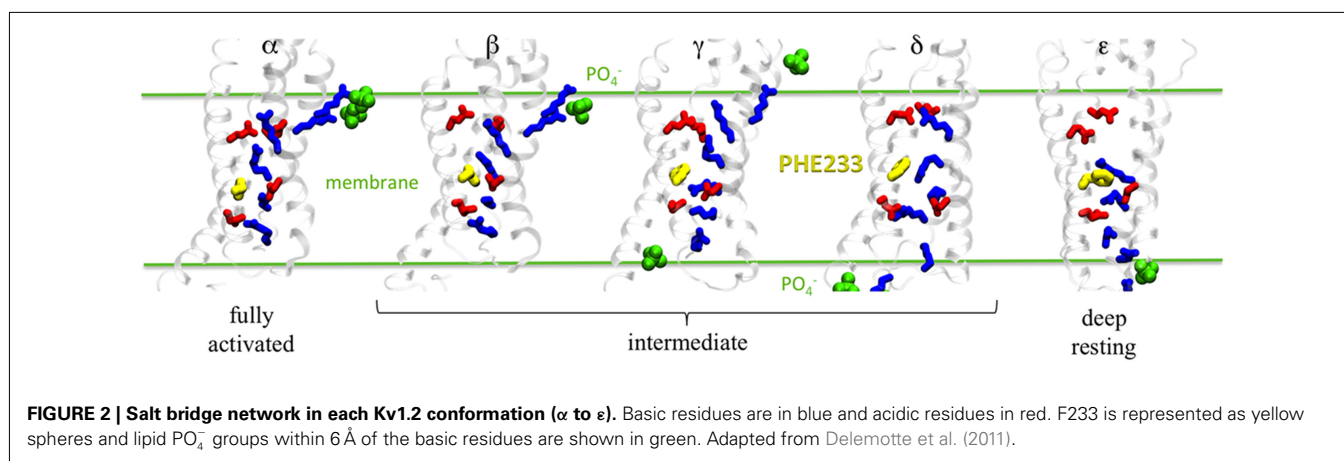 α β γ δ ε
PO₄⁻
PHE233
membrane
PO₄⁻
fully
activated
intermediate
deep
resting
FIGURE 2 | Salt bridge network in each Kv1.2 conformation (α to ε). Basic residues are in blue and acidic residues in red. F233 is represented as yellow
spheres and lipid PO₄⁻ groups within 6 Å of the basic residues are shown in green. Adapted from Delemotte et al. (2011).